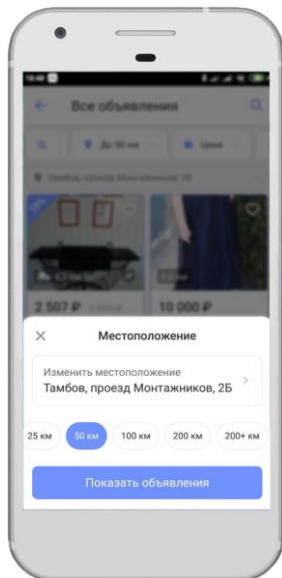 Все объявления
До 50 км
Цена
Тамбов, проезд Монтажников, 2Б
2 507 ₽
10 000 ₽
Местоположение
Изменить местоположение
Тамбов, проезд Монтажников, 2Б
25 км
50 км
100 км
200 км
200+ км
Показать объявления